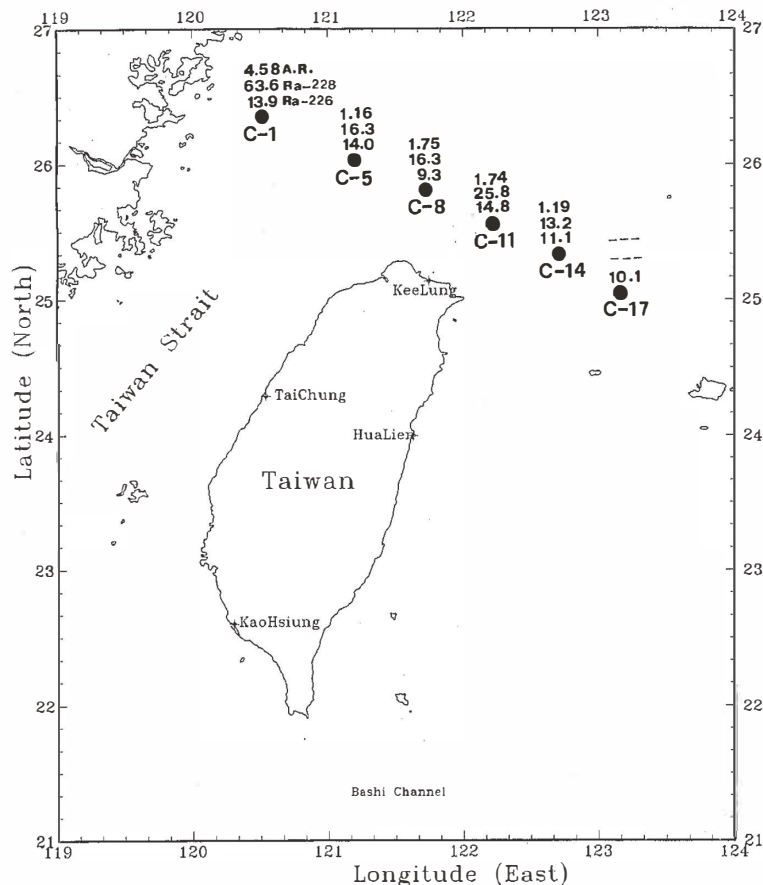 119
120
121
122
123
124
27
27
4.58 A.R.
63.6 Ra-228
13.9 Ra-226
C-1
1.16
16.3
14.0
C-5
1.75
16.3
9.3
C-8
1.74
25.8
14.8
C-11
1.19
13.2
11.1
C-14
10.1
C-17
26
26
25
25
KeeLung
Taiwan Strait
Latitude (North)
TaiChung
24
24
HuaLien
Taiwan
23
23
KaoHsiung
22
22
Bashi Channel
21
21
119
120
121
122
123
124
Longitude (East)